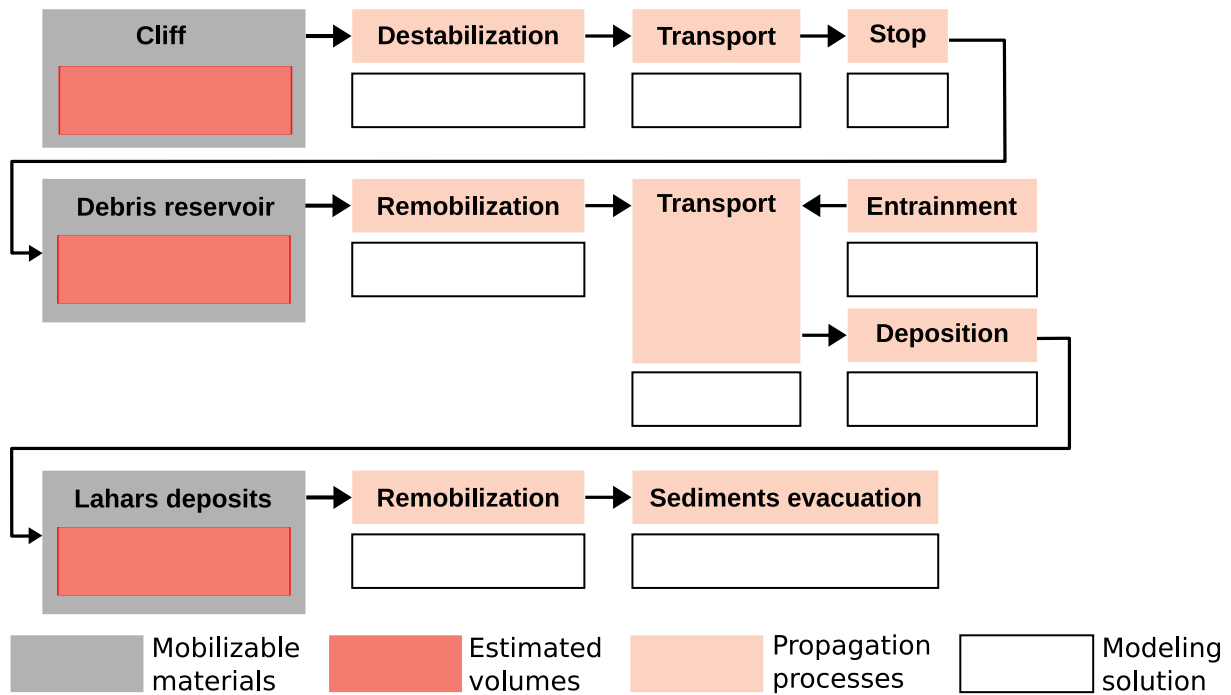 Cliff
Destabilization
Transport
Stop
Debris reservoir
Remobilization
Transport
Entrainment
Deposition
Lahars deposits
Remobilization
Sediments evacuation
Mobilizable
materials
Estimated
volumes
Propagation
processes
Modeling
solution